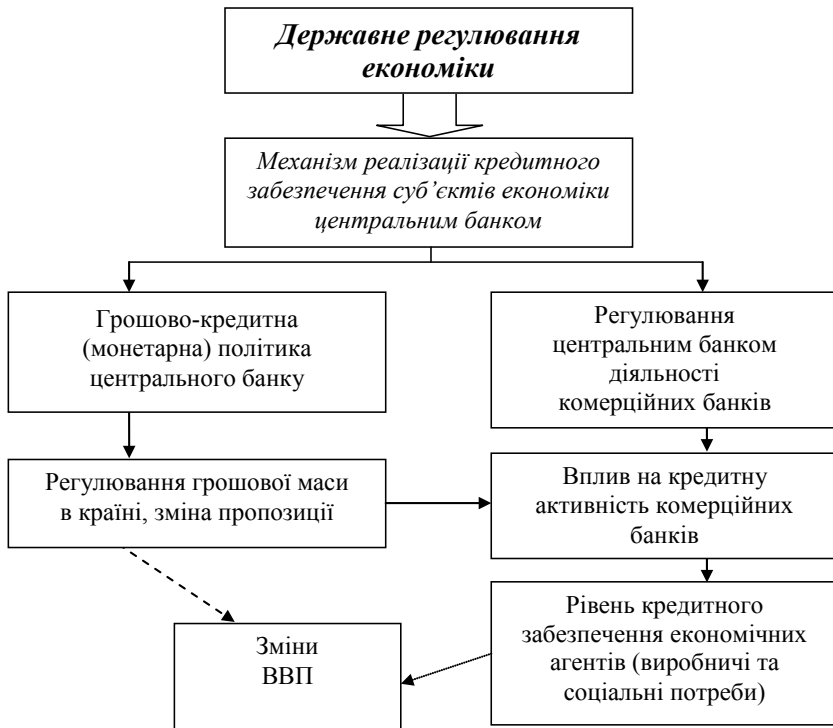 Державне регулювання
економіки
Механізм реалізації кредитного
забезпечення суб’єктів економіки
центральним банком
Грошово-кредитна
(монетарна) політика
центрального банку
Регулювання
центральним банком
діяльності
комерційних банків
Регулювання грошової маси
в країні, зміна пропозиції
Вплив на кредитну
активність комерційних
банків
Зміни
ВВП
Рівень кредитного
забезпечення економічних
агентів (виробничі та
соціальні потреби)